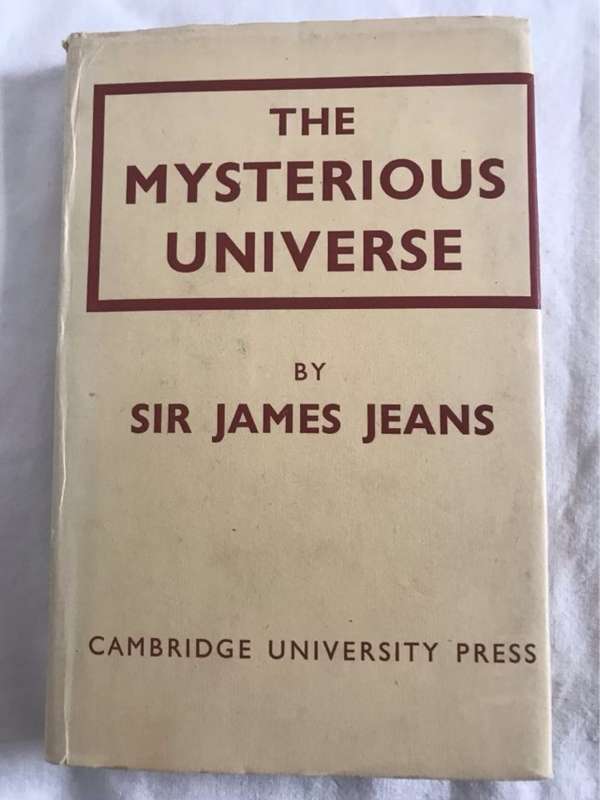 THE
MYSTERIOUS
UNIVERSE
BY
SIR JAMES JEANS
CAMBRIDGE UNIVERSITY PRESS